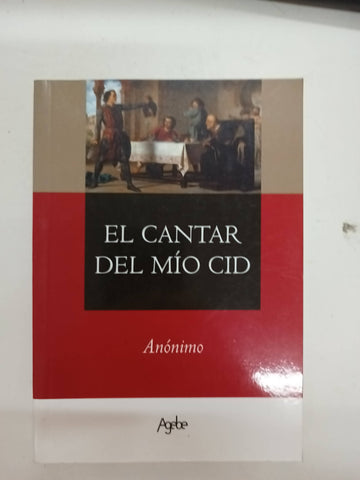 EL CANTAR
DEL MÍO CID
Anónimo
Agebe